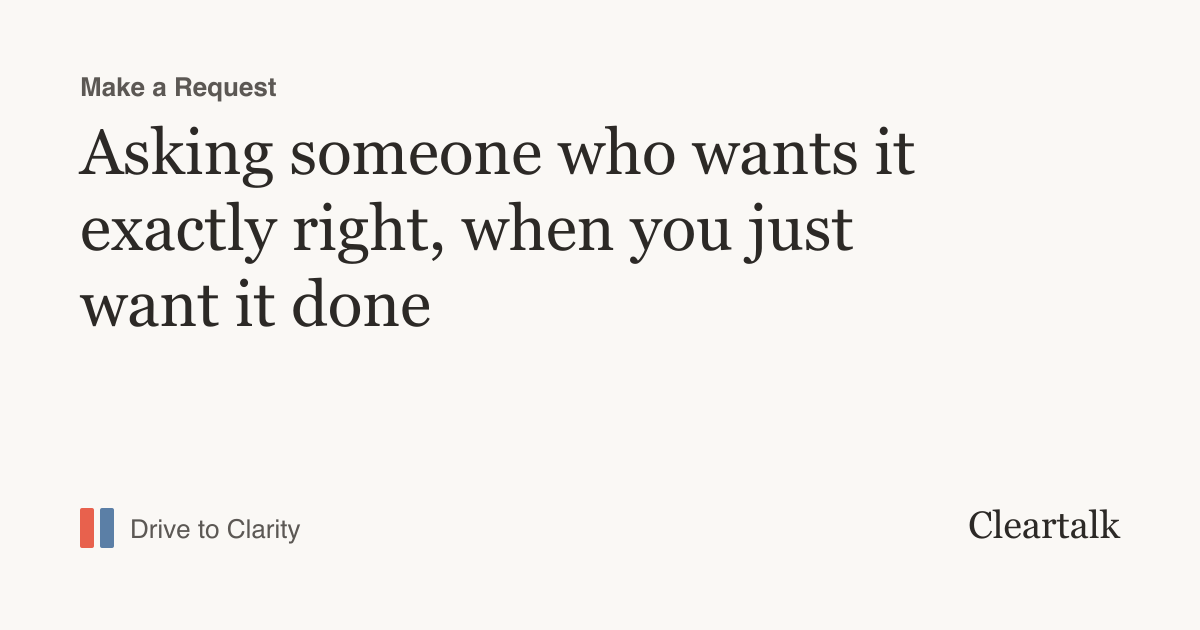 Make a Request
Asking someone who wants it
exactly right, when you just
want it done
Drive to Clarity
Cleartalk